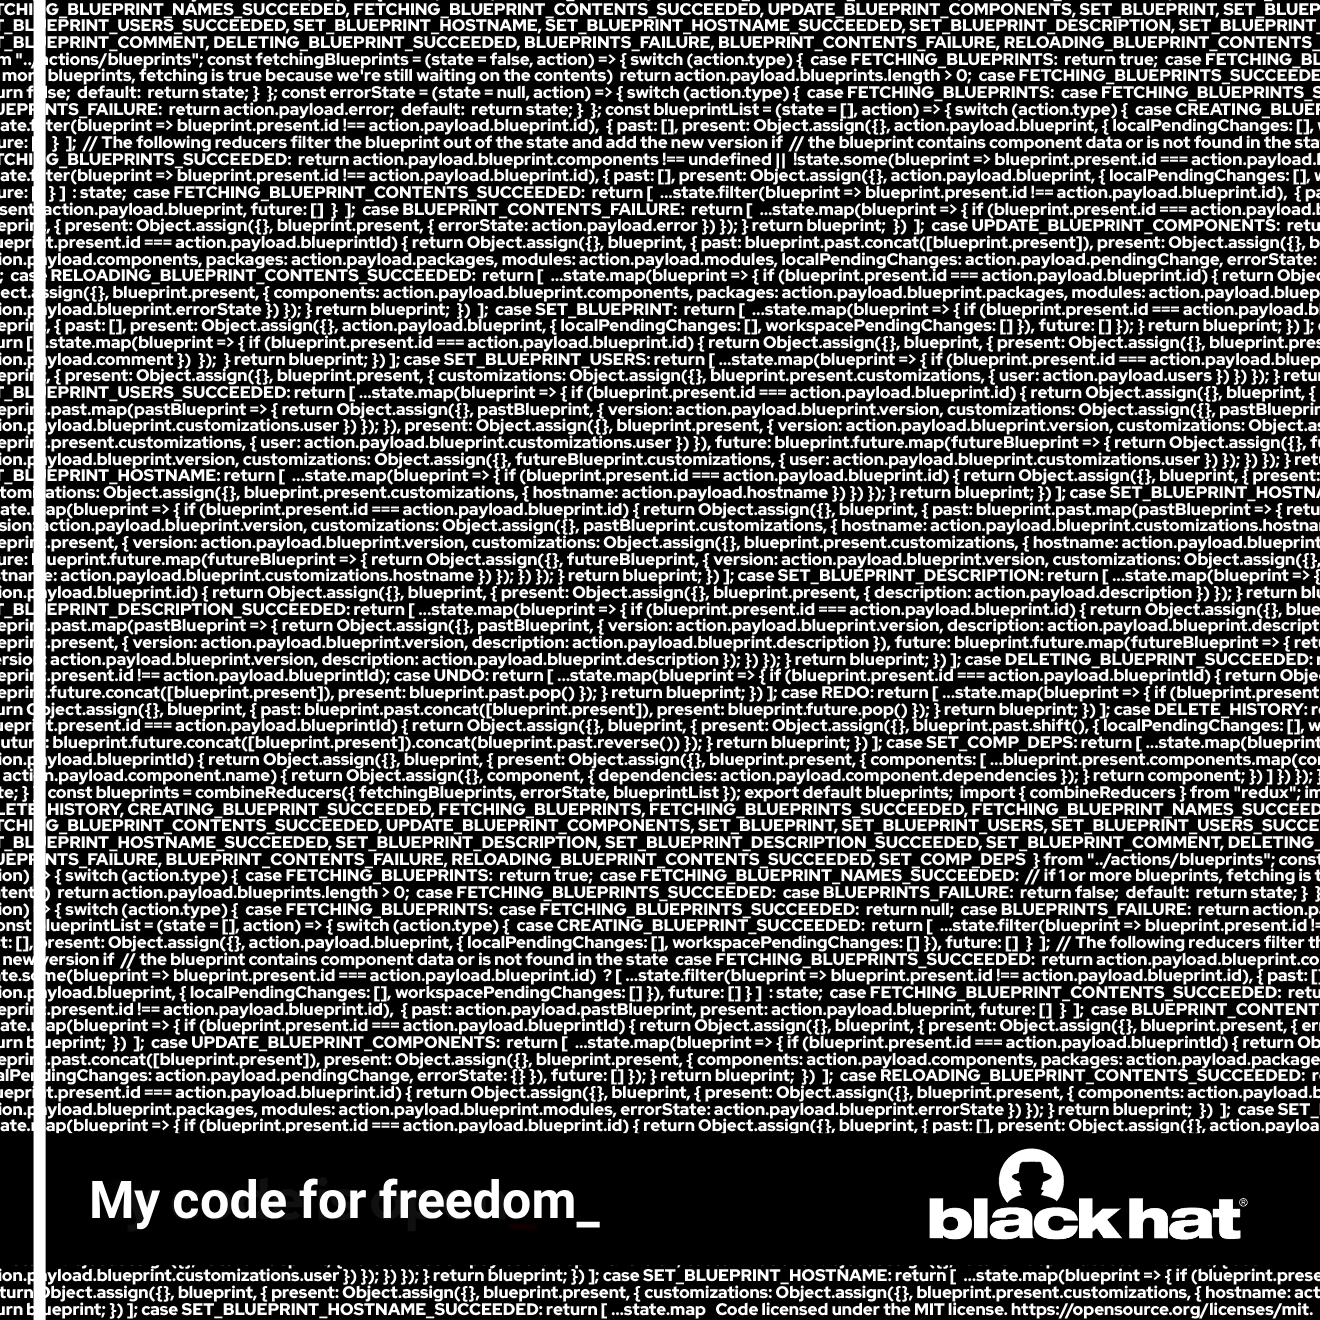 TCHING_BLUEPRINT_NAMES_SUCCEEDED, FETCHING_BLUEPRINT_CONTENTS_SUCCEEDED, UPDATE_BLUEPRINT_COMPONENTS, SET_BLUEPRINT, SET_BLUEP
T_BLUEPRINT_USERS_SUCCEEDED, SET_BLUEPRINT_HOSTNAME, SET_BLUEPRINT_HOSTNAME_SUCCEEDED, SET_BLUEPRINT_DESCRIPTION, SET_BLUEPRINT
T_BLUEPRINT_COMMENT, DELETING_BLUEPRINT_SUCCEEDED, BLUEPRINTS_FAILURE, BLUEPRINT_CONTENTS_FAILURE, RELOADING_BLUEPRINT_CONTENTS_
m "../actions/blueprints"; const fetchingBlueprints = (state = false, action) => { switch (action.type) { case FETCHING_BLUEPRINTS: return true; case FETCHING_BL
more blueprints, fetching is true because we're still waiting on the contents) return action.payload.blueprints.length > 0; case FETCHING_BLUEPRINTS_SUCCEEDE
urn false; default: return state; } }; const errorState = (state = null, action) => { switch (action.type) { case FETCHING_BLUEPRINTS: case FETCHING_BLUEPRINTS_S
UEPRINTS_FAILURE: return action.payload.error; default: return state; } }; const blueprintList = (state = [], action) => { switch (action.type) { case CREATING_BLUEP
ate.filter(blueprint => blueprint.present.id !== action.payload.blueprint.id), { past: [], present: Object.assign({}, action.payload.blueprint, { localPendingChanges: [], w
ure: [] } ]; // The following reducers filter the blueprint out of the state and add the new version if // the blueprint contains component data or is not found in the sta
TCHING_BLUEPRINTS_SUCCEEDED: return action.payload.blueprint.components !== undefined || !state.some(blueprint => blueprint.present.id === action.payload.b
ate.filter(blueprint => blueprint.present.id !== action.payload.blueprint.id), { past: [], present: Object.assign({}, action.payload.blueprint, { localPendingChanges: [], w
ure: [] } ] : state; case FETCHING_BLUEPRINT_CONTENTS_SUCCEEDED: return [ ...state.filter(blueprint => blueprint.present.id !== action.payload.blueprint.id), { pas
sent: action.payload.blueprint, future: [] } ]; case BLUEPRINT_CONTENTS_FAILURE: return [ ...state.map(blueprint => { if (blueprint.present.id === action.payload.b
eprint, { present: Object.assign({}, blueprint.present, { errorState: action.payload.error }) }); } return blueprint; }) ]; case UPDATE_BLUEPRINT_COMPONENTS: retu
ueprint.present.id === action.payload.blueprintId) { return Object.assign({}, blueprint, { past: blueprint.past.concat([blueprint.present]), present: Object.assign({}, b
ion.payload.components, packages: action.payload.packages, modules: action.payload.modules, localPendingChanges: action.payload.pendingChange, errorState:
; case RELOADING_BLUEPRINT_CONTENTS_SUCCEEDED: return [ ...state.map(blueprint => { if (blueprint.present.id === action.payload.blueprint.id) { return Objec
ect.assign({}, blueprint.present, { components: action.payload.blueprint.components, packages: action.payload.blueprint.packages, modules: action.payload.bluep
ion.payload.blueprint.errorState }) }); } return blueprint; }) ]; case SET_BLUEPRINT: return [ ...state.map(blueprint => { if (blueprint.present.id === action.payload.b
eprint, { past: [], present: Object.assign({}, action.payload.blueprint, { localPendingChanges: [], workspacePendingChanges: [] }), future: [] }); } return blueprint; }) ]; c
urn [ ...state.map(blueprint => { if (blueprint.present.id === action.payload.blueprint.id) { return Object.assign({}, blueprint, { present: Object.assign({}, blueprint.pres
ion.payload.comment }) }); } return blueprint; }) ]; case SET_BLUEPRINT_USERS: return [ ...state.map(blueprint => { if (blueprint.present.id === action.payload.bluep
eprint, { present: Object.assign({}, blueprint.present, { customizations: Object.assign({}, blueprint.present.customizations, { user: action.payload.users }) }) }); } retu
T_BLUEPRINT_USERS_SUCCEEDED: return [ ...state.map(blueprint => { if (blueprint.present.id === action.payload.blueprint.id) { return Object.assign({}, blueprint, {
eprint.past.map(pastBlueprint => { return Object.assign({}, pastBlueprint, { version: action.payload.blueprint.version, customizations: Object.assign({}, pastBlueprin
ion.payload.blueprint.customizations.user }) }); }), present: Object.assign({}, blueprint.present, { version: action.payload.blueprint.version, customizations: Object.as
eprint.present.customizations, { user: action.payload.blueprint.customizations.user }) }), future: blueprint.future.map(futureBlueprint => { return Object.assign({}, fu
ion.payload.blueprint.version, customizations: Object.assign({}, futureBlueprint.customizations, { user: action.payload.blueprint.customizations.user }) }); }) }); } ret
T_BLUEPRINT_HOSTNAME: return [ ...state.map(blueprint => { if (blueprint.present.id === action.payload.blueprint.id) { return Object.assign({}, blueprint, { present:
tomizations: Object.assign({}, blueprint.present.customizations, { hostname: action.payload.hostname }) }) }); } return blueprint; }) ]; case SET_BLUEPRINT_HOSTNA
ate.map(blueprint => { if (blueprint.present.id === action.payload.blueprint.id) { return Object.assign({}, blueprint, { past: blueprint.past.map(pastBlueprint => { retu
sion: action.payload.blueprint.version, customizations: Object.assign({}, pastBlueprint.customizations, { hostname: action.payload.blueprint.customizations.hostnam
eprint.present, { version: action.payload.blueprint.version, customizations: Object.assign({}, blueprint.present.customizations, { hostname: action.payload.blueprint
ure: blueprint.future.map(futureBlueprint => { return Object.assign({}, futureBlueprint, { version: action.payload.blueprint.version, customizations: Object.assign({},
stname: action.payload.blueprint.customizations.hostname }) }); }) }); } return blueprint; }) ]; case SET_BLUEPRINT_DESCRIPTION: return [ ...state.map(blueprint => {
ion.payload.blueprint.id) { return Object.assign({}, blueprint, { present: Object.assign({}, blueprint.present, { description: action.payload.description }) }); } return blu
T_BLUEPRINT_DESCRIPTION_SUCCEEDED: return [ ...state.map(blueprint => { if (blueprint.present.id === action.payload.blueprint.id) { return Object.assign({}, blue
eprint.past.map(pastBlueprint => { return Object.assign({}, pastBlueprint, { version: action.payload.blueprint.version, description: action.payload.blueprint.descripti
eprint.present, { version: action.payload.blueprint.version, description: action.payload.blueprint.description }), future: blueprint.future.map(futureBlueprint => { retu
ersion: action.payload.blueprint.version, description: action.payload.blueprint.description }); }) }); } return blueprint; }) ]; case DELETING_BLUEPRINT_SUCCEEDED: r
eprint.present.id !== action.payload.blueprintId); case UNDO: return [ ...state.map(blueprint => { if (blueprint.present.id === action.payload.blueprintId) { return Objec
eprint.future.concat([blueprint.present]), present: blueprint.past.pop() }); } return blueprint; }) ]; case REDO: return [ ...state.map(blueprint => { if (blueprint.present
urn Object.assign({}, blueprint, { past: blueprint.past.concat([blueprint.present]), present: blueprint.future.pop() }); } return blueprint; }) ]; case DELETE_HISTORY: re
eprint.present.id === action.payload.blueprintId) { return Object.assign({}, blueprint, { present: Object.assign({}, blueprint.past.shift(), { localPendingChanges: [], wo
uture: blueprint.future.concat([blueprint.present]).concat(blueprint.past.reverse()) }); } return blueprint; }) ]; case SET_COMP_DEPS: return [ ...state.map(blueprint
ion.payload.blueprintId) { return Object.assign({}, blueprint, { present: Object.assign({}, blueprint.present, { components: [ ...blueprint.present.components.map(co
action.payload.component.name) { return Object.assign({}, component, { dependencies: action.payload.component.dependencies }); } return component; }) ] }) }); }
te; } }; const blueprints = combineReducers({ fetchingBlueprints, errorState, blueprintList }); export default blueprints; import { combineReducers } from "redux"; im
LETE_HISTORY, CREATING_BLUEPRINT_SUCCEEDED, FETCHING_BLUEPRINTS, FETCHING_BLUEPRINTS_SUCCEEDED, FETCHING_BLUEPRINT_NAMES_SUCCEED
TCHING_BLUEPRINT_CONTENTS_SUCCEEDED, UPDATE_BLUEPRINT_COMPONENTS, SET_BLUEPRINT, SET_BLUEPRINT_USERS, SET_BLUEPRINT_USERS_SUCCE
T_BLUEPRINT_HOSTNAME_SUCCEEDED, SET_BLUEPRINT_DESCRIPTION, SET_BLUEPRINT_DESCRIPTION_SUCCEEDED, SET_BLUEPRINT_COMMENT, DELETING_
UEPRINTS_FAILURE, BLUEPRINT_CONTENTS_FAILURE, RELOADING_BLUEPRINT_CONTENTS_SUCCEEDED, SET_COMP_DEPS } from "../actions/blueprints"; const
ion) => { switch (action.type) { case FETCHING_BLUEPRINTS: return true; case FETCHING_BLUEPRINT_NAMES_SUCCEEDED: // if 1 or more blueprints, fetching is t
ntents) return action.payload.blueprints.length > 0; case FETCHING_BLUEPRINTS_SUCCEEDED: case BLUEPRINTS_FAILURE: return false; default: return state; } }
ion) => { switch (action.type) { case FETCHING_BLUEPRINTS: case FETCHING_BLUEPRINTS_SUCCEEDED: return null; case BLUEPRINTS_FAILURE: return action.pa
onst blueprintList = (state = [], action) => { switch (action.type) { case CREATING_BLUEPRINT_SUCCEEDED: return [ ...state.filter(blueprint => blueprint.present.id !=
t: [], present: Object.assign({}, action.payload.blueprint, { localPendingChanges: [], workspacePendingChanges: [] }), future: [] } ]; // The following reducers filter th
new version if // the blueprint contains component data or is not found in the state case FETCHING_BLUEPRINTS_SUCCEEDED: return action.payload.blueprint.co
te.some(blueprint => blueprint.present.id === action.payload.blueprint.id) ? [ ...state.filter(blueprint => blueprint.present.id !== action.payload.blueprint.id), { past: [
ion.payload.blueprint, { localPendingChanges: [], workspacePendingChanges: [] }), future: [] } ] : state; case FETCHING_BLUEPRINT_CONTENTS_SUCCEEDED: retu
eprint.present.id !== action.payload.blueprint.id), { past: action.payload.pastBlueprint, present: action.payload.blueprint, future: [] } ]; case BLUEPRINT_CONTENT
ate.map(blueprint => { if (blueprint.present.id === action.payload.blueprintId) { return Object.assign({}, blueprint, { present: Object.assign({}, blueprint.present, { err
urn blueprint; }) ]; case UPDATE_BLUEPRINT_COMPONENTS: return [ ...state.map(blueprint => { if (blueprint.present.id === action.payload.blueprintId) { return Ob
eprint.past.concat([blueprint.present]), present: Object.assign({}, blueprint.present, { components: action.payload.components, packages: action.payload.package
alPendingChanges: action.payload.pendingChange, errorState: {} }), future: [] }); } return blueprint; }) ]; case RELOADING_BLUEPRINT_CONTENTS_SUCCEEDED: r
eprint.present.id === action.payload.blueprint.id) { return Object.assign({}, blueprint, { present: Object.assign({}, blueprint.present, { components: action.payload.b
ion.payload.blueprint.packages, modules: action.payload.blueprint.modules, errorState: action.payload.blueprint.errorState }) }); } return blueprint; }) ]; case SET_
ate.map(blueprint => { if (blueprint.present.id === action.payload.blueprint.id) { return Object.assign({}, blueprint, { past: [], present: Object.assign({}, action.payloa
My code for freedom_
black hat®
ion.payload.blueprint.customizations.user }) }); }) }); } return blueprint; }) ]; case SET_BLUEPRINT_HOSTNAME: return [ ...state.map(blueprint => { if (blueprint.prese
ion.payload.blueprint.id) { return Object.assign({}, blueprint, { present: Object.assign({}, blueprint.present, { customizations: Object.assign({}, blueprint.present.customizations, { hostname: act
urn blueprint; }) ]; case SET_BLUEPRINT_HOSTNAME_SUCCEEDED: return [ ...state.map Code licensed under the MIT license. https://opensource.org/licenses/mit.